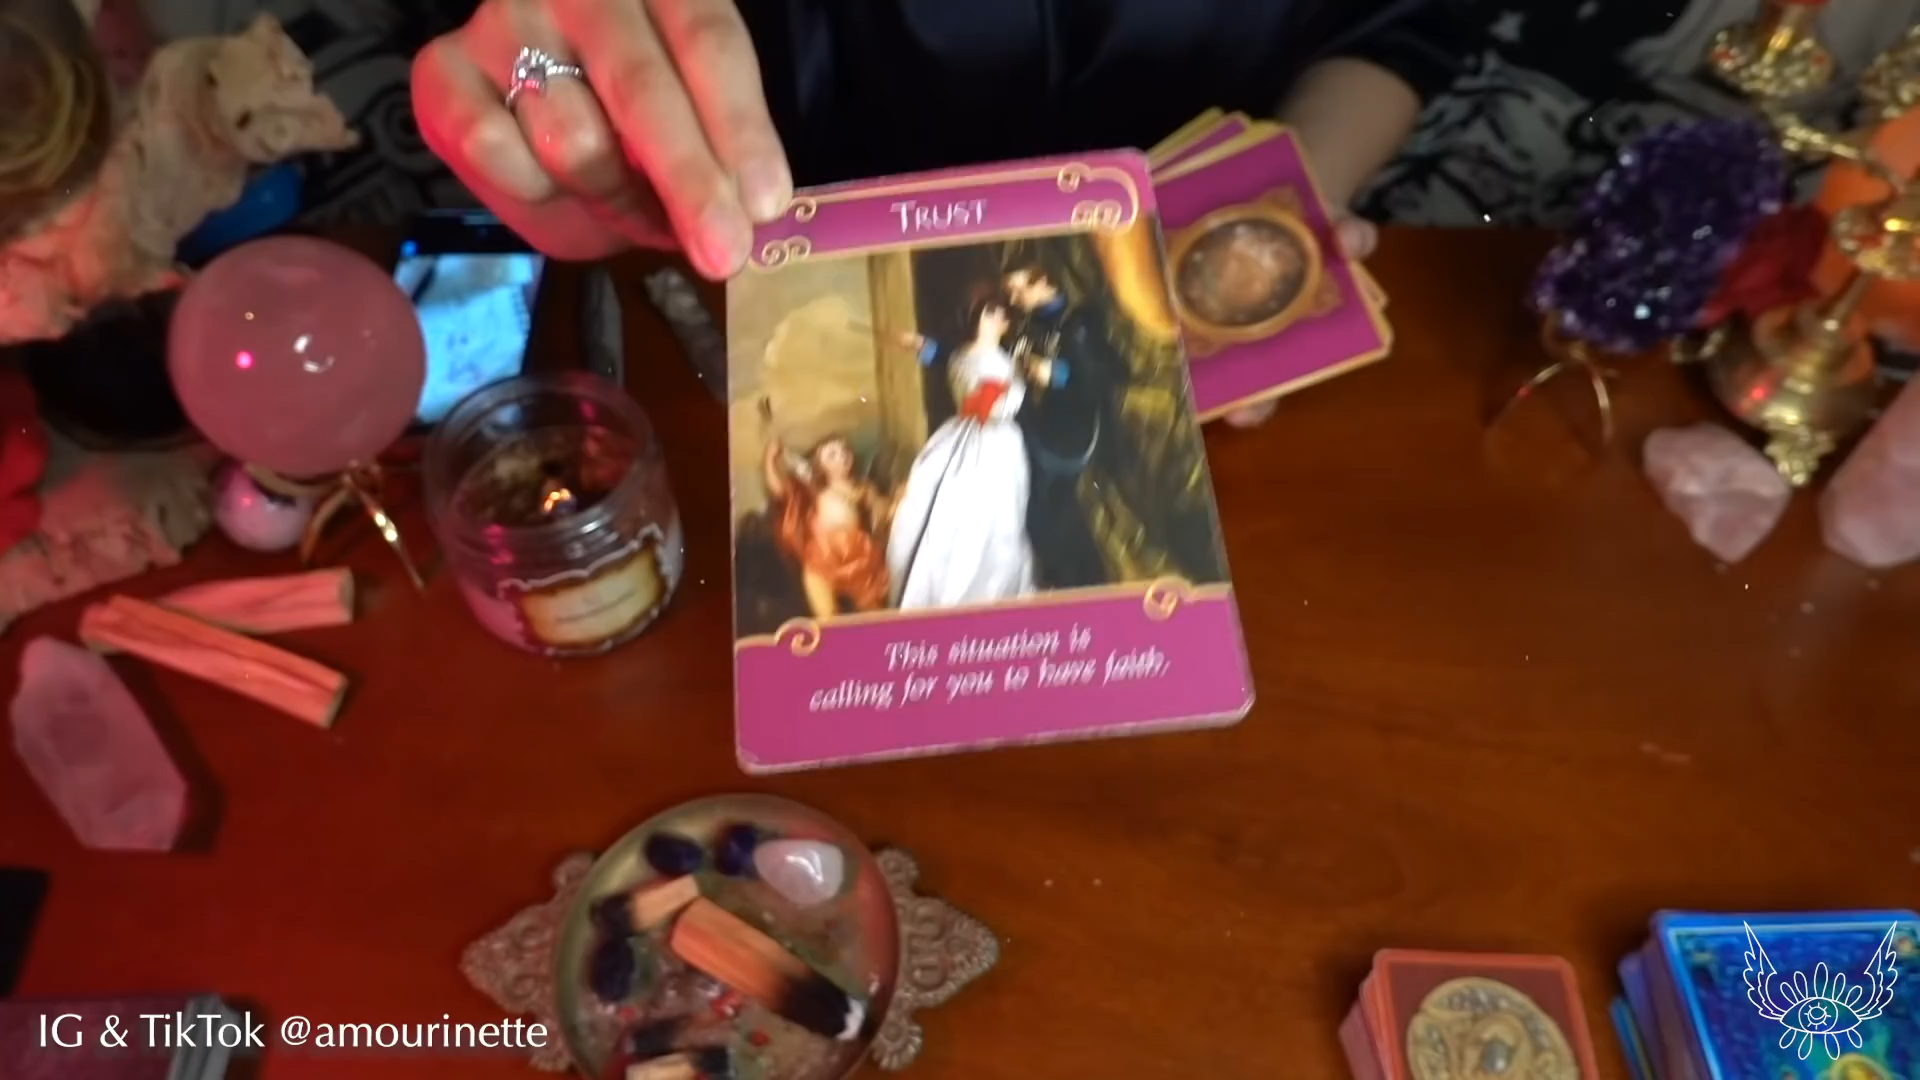 TRUST
This situation is
calling for you to have faith.
IG & TikTok @amourinette